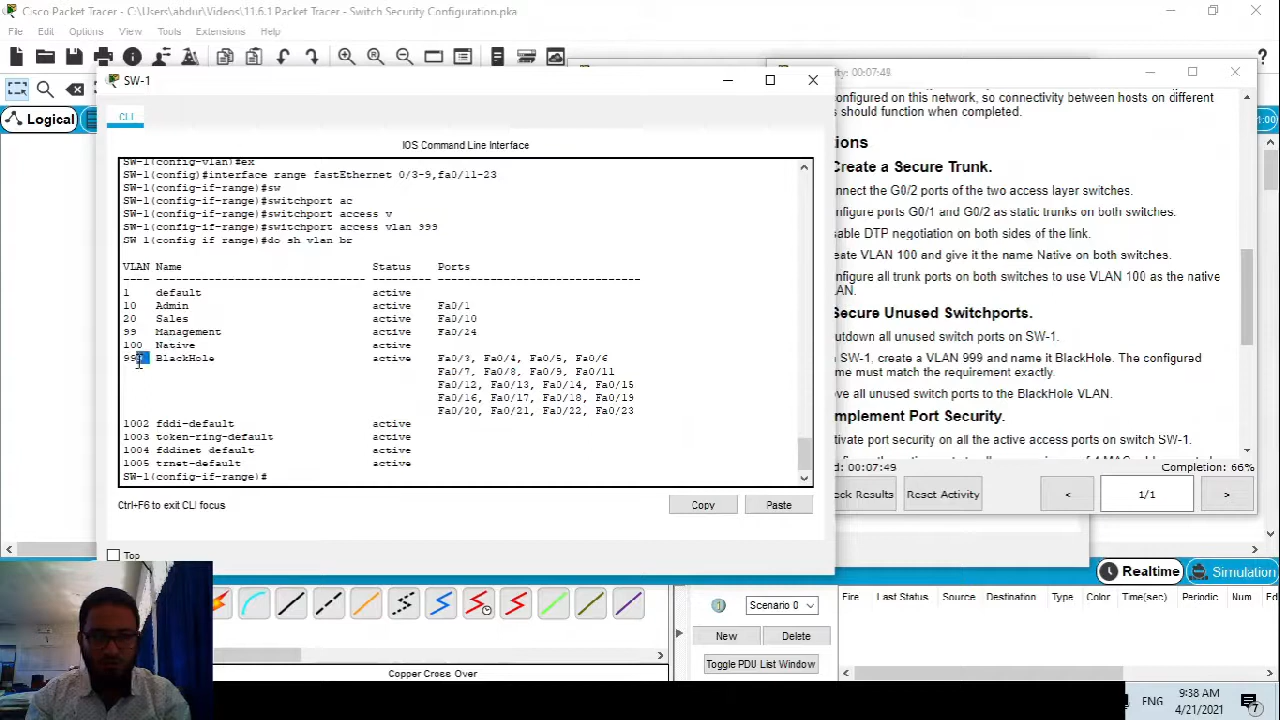 Cisco Packet Tracer - C:\Users\abdur\Videos\11.6.1 Packet Tracer - Switch Security Configuration.pka
File Edit Options View Tools Extensions Help
SW-1
00:07:49
Logical
CLI
IOS Command Line Interface
SW-1(config-vlan)#ex
SW-1(config)#interface range fastEthernet 0/3-9,fa0/11-23
SW-1(config-if-range)#sw
SW-1(config-if-range)#switchport ac
SW-1(config-if-range)#switchport access v
SW-1(config-if-range)#switchport access vlan 999
SW-1(config-if-range)#do sh vlan br
VLAN Name Status Ports
---- -------------------------------- --------- -------------------------------
1 default active
10 Admin active Fa0/1
20 Sales active Fa0/10
99 Management active Fa0/24
100 Native active
999 BlackHole active Fa0/3, Fa0/4, Fa0/5, Fa0/6
Fa0/7, Fa0/8, Fa0/9, Fa0/11
Fa0/12, Fa0/13, Fa0/14, Fa0/15
Fa0/16, Fa0/17, Fa0/18, Fa0/19
Fa0/20, Fa0/21, Fa0/22, Fa0/23
1002 fddi-default active
1003 token-ring-default active
1004 fddinet-default active
1005 trnet-default active
SW-1(config-if-range)#
Ctrl+F6 to exit CLI focus
Copy Paste
Top
onfigured on this network, so connectivity between hosts on different
s should function when completed.
ions
Create a Secure Trunk.
nnect the G0/2 ports of the two access layer switches.
nfigure ports G0/1 and G0/2 as static trunks on both switches.
sable DTP negotiation on both sides of the link.
eate VLAN 100 and give it the name Native on both switches.
nfigure all trunk ports on both switches to use VLAN 100 as the native
AN.
Secure Unused Switchports.
utdown all unused switch ports on SW-1.
SW-1, create a VLAN 999 and name it BlackHole. The configured
me must match the requirement exactly.
ove all unused switch ports to the BlackHole VLAN.
Implement Port Security.
tivate port security on all the active access ports on switch SW-1.
d: 00:07:49 Completion: 66%
ck Results Reset Activity < 1/1 >
Realtime Simulation
Scenario 0
New Delete
Toggle PDU List Window
Fire Last Status Source Destination Type Color Time(sec) Periodic Num Ed
Copper Cross-Over
ENG
9:38 AM
4/21/2021
7